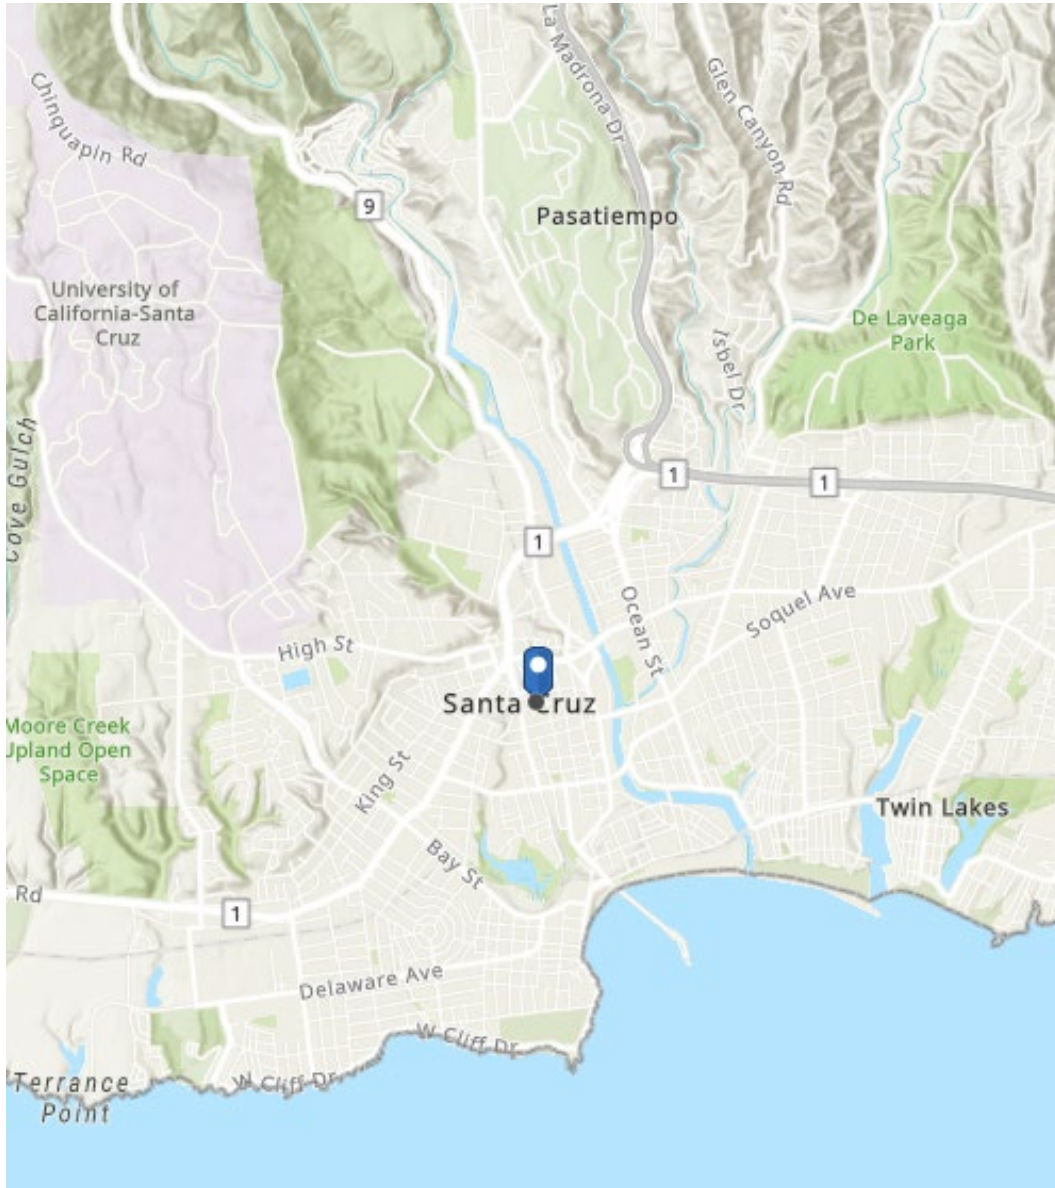 La Madrona Dr
Glen Canyon Rd
Chinquapin Rd
9
Pasatiempo
University of
California-Santa
Cruz
De Laveaga
Park
Isbel Dr
Cove Gulch
1
1
1
Ocean St
Soquel Ave
High St
Santa Cruz
Moore Creek
Upland Open
Space
King St
Twin Lakes
Bay St
Rd
1
Delaware Ave
W Cliff Dr
W Cliff Dr
Terrance
Point